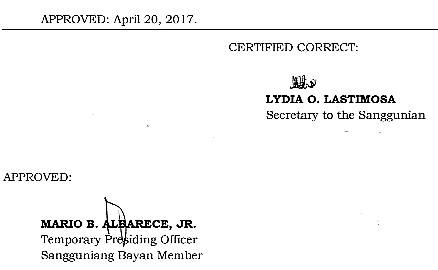 APPROVED: April 20, 2017.
CERTIFIED CORRECT:
LYDIA O. LASTIMOSA
Secretary to the Sanggunian
APPROVED:
MARIO B. ALBARECE, JR.
Temporary Presiding Officer
Sangguniang Bayan Member